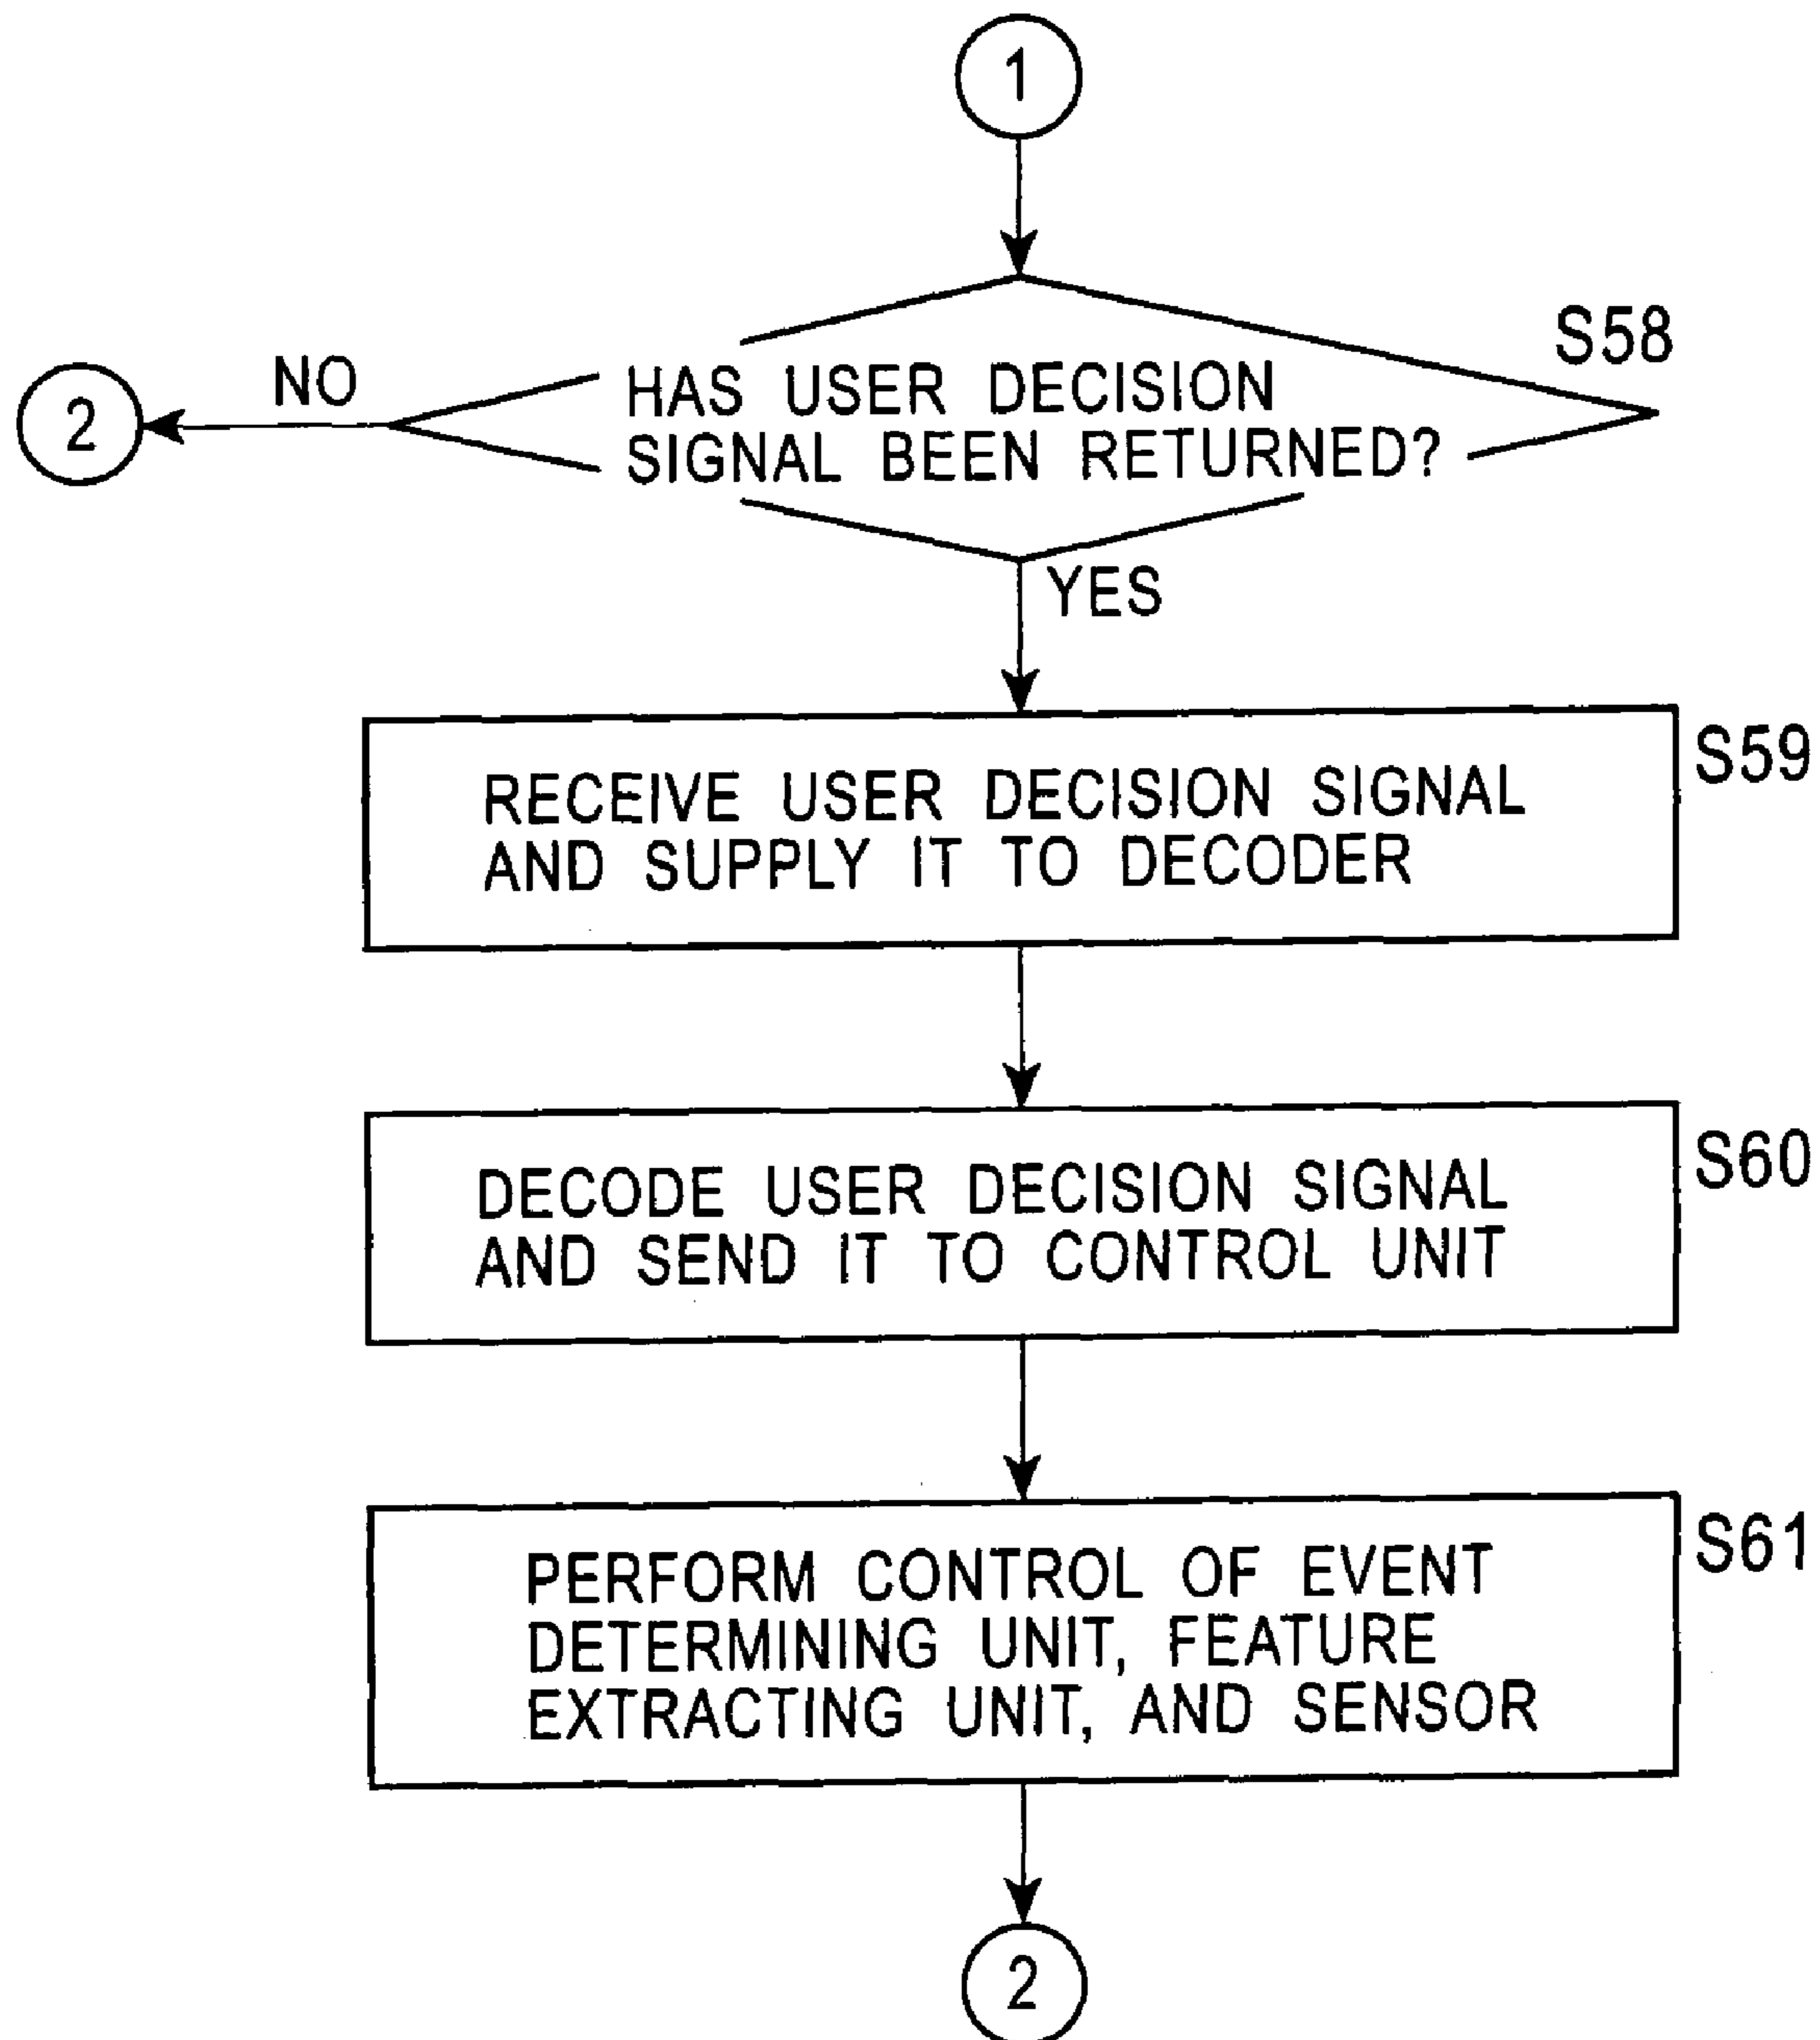 1
S58
NO
2
HAS USER DECISION
SIGNAL BEEN RETURNED?
YES
S59
RECEIVE USER DECISION SIGNAL
AND SUPPLY IT TO DECODER
S60
DECODE USER DECISION SIGNAL
AND SEND IT TO CONTROL UNIT
S61
PERFORM CONTROL OF EVENT
DETERMINING UNIT, FEATURE
EXTRACTING UNIT, AND SENSOR
2